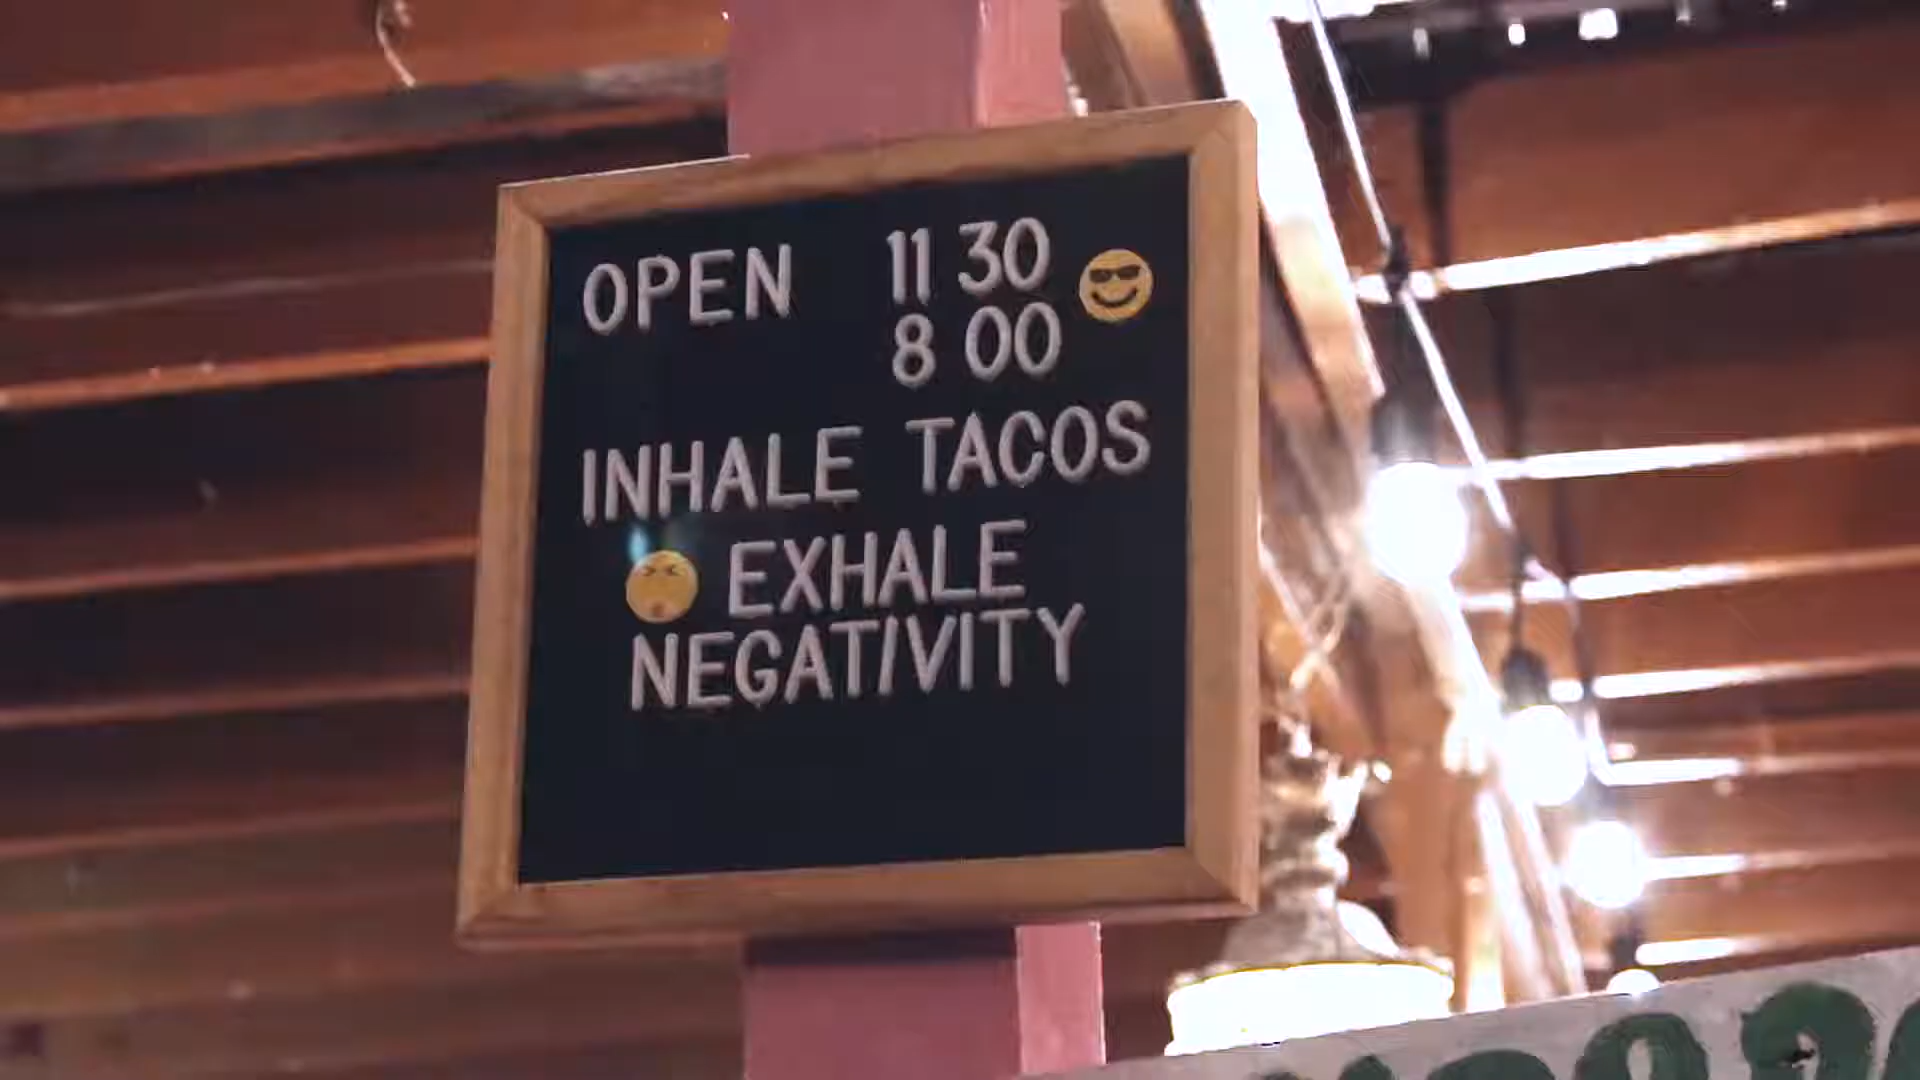 OPEN 11 30 😎
8 00
INHALE TACOS
EXHALE
NEGATIVITY